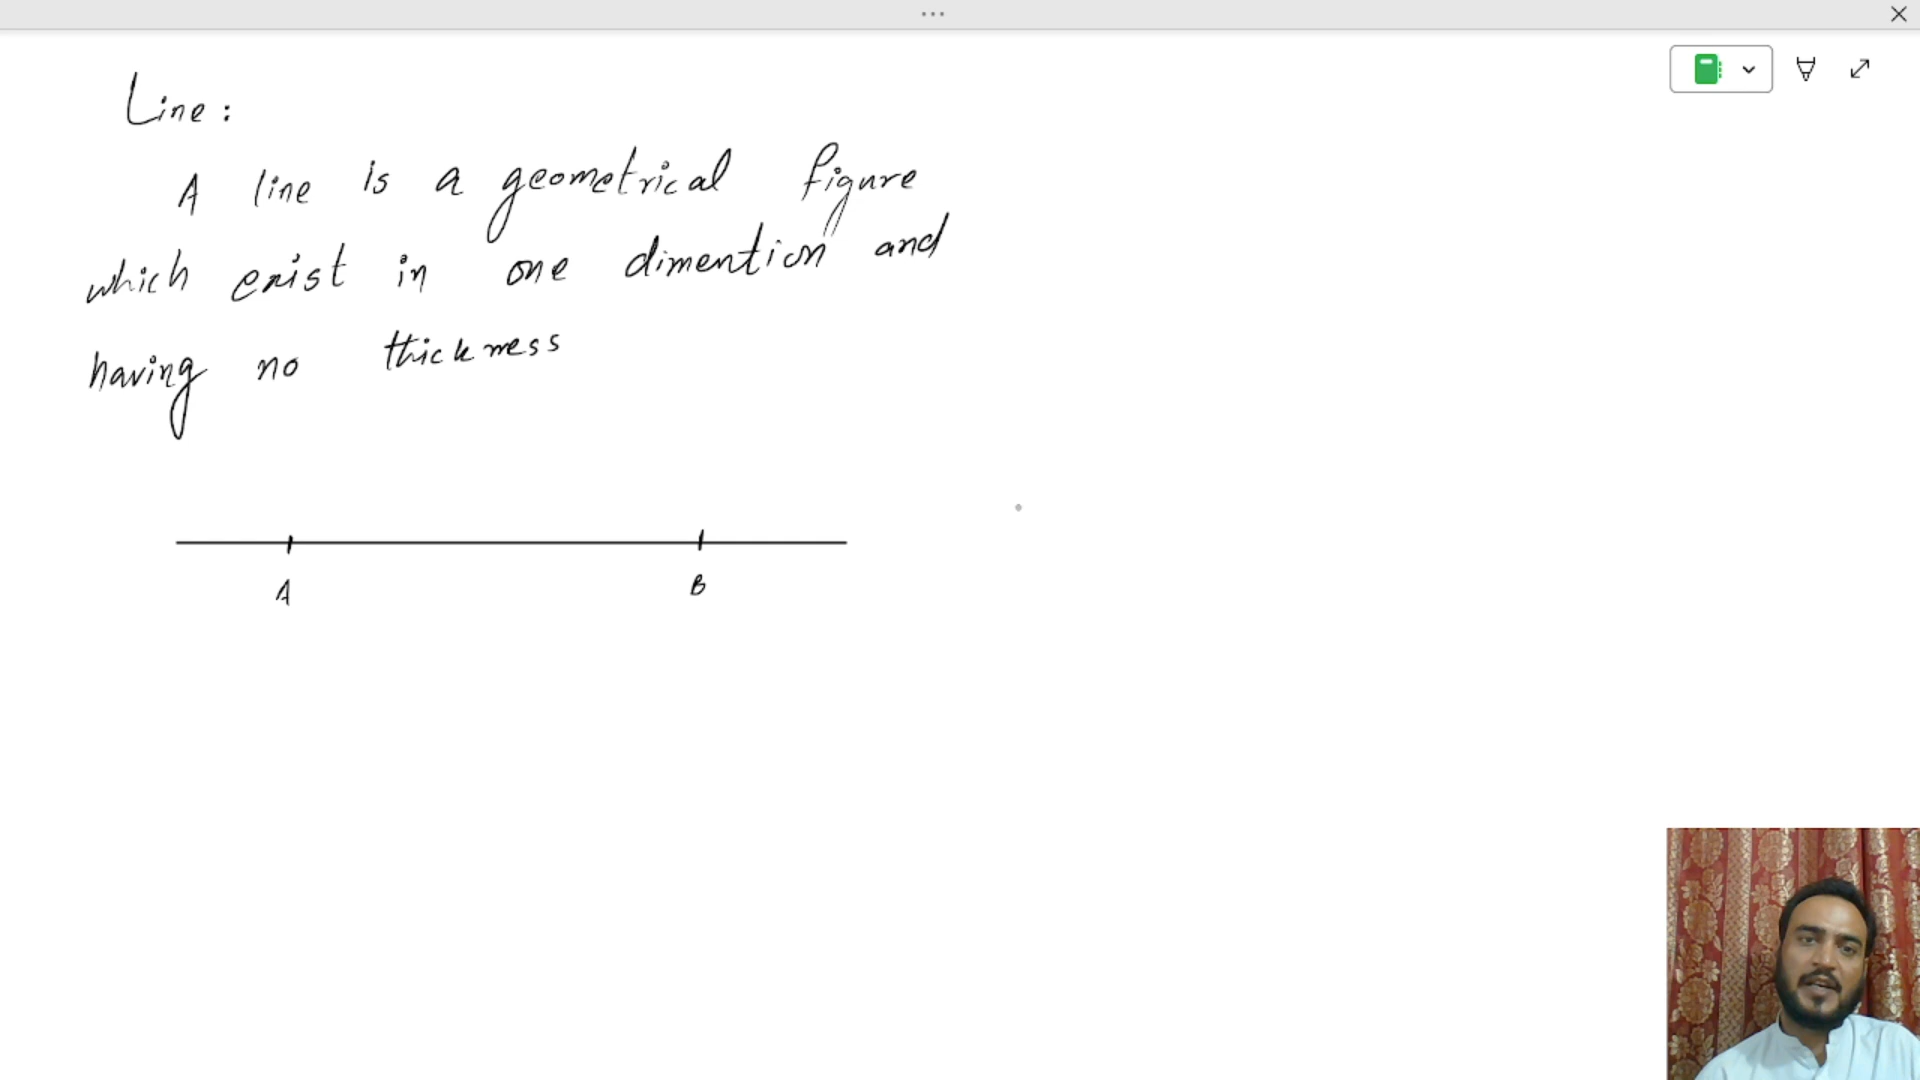 Line :
A line is a geometrical figure
which exist in one dimention and
having no thickness
A B